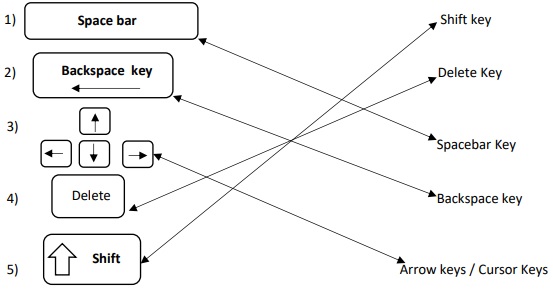 1) Space bar Shift key
2) Backspace key Delete Key
3) Spacebar Key
4) Delete Backspace key
5) Shift Arrow keys / Cursor Keys